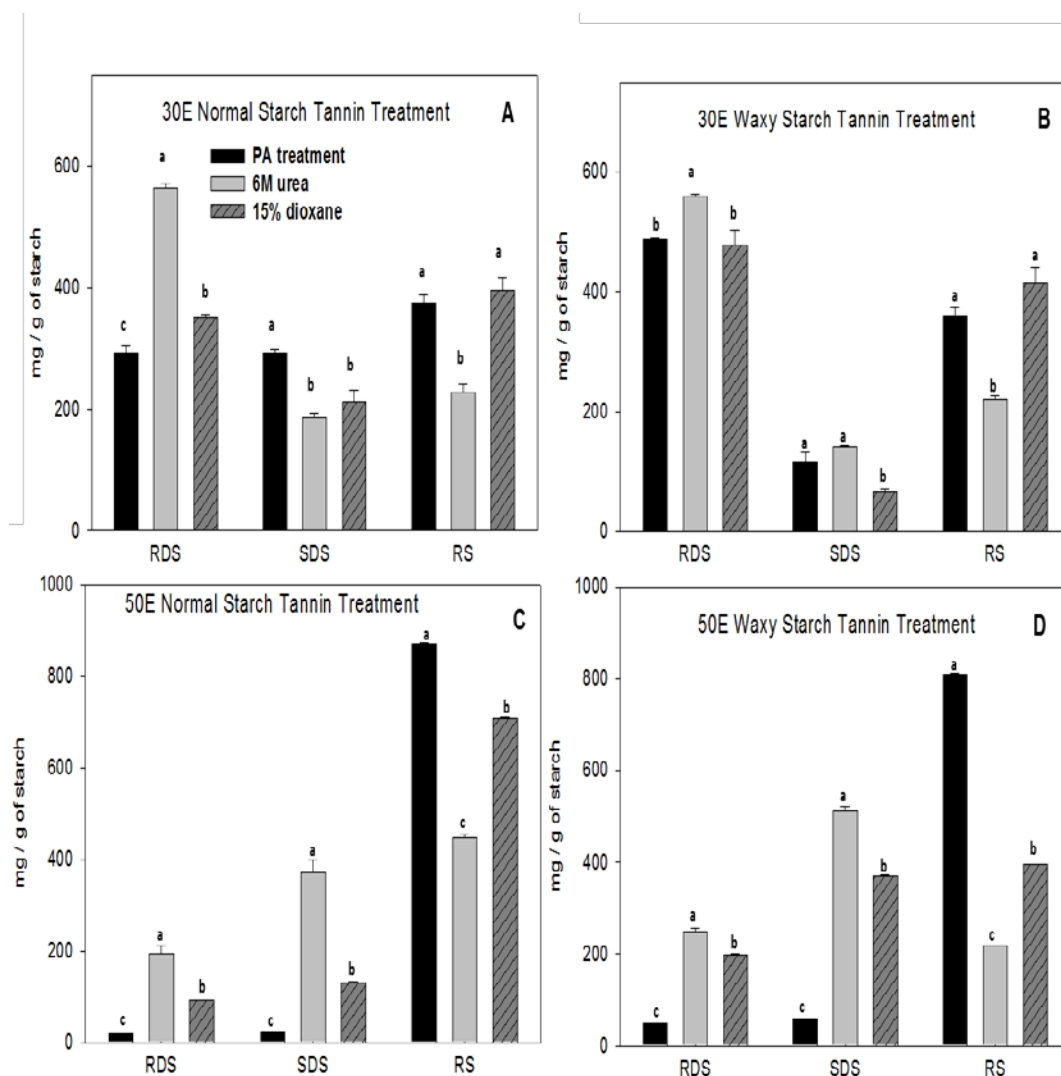 30E Normal Starch Tannin Treatment A
PA treatment
6M urea
15% dioxane
mg / g of starch
600
400
200
0
a
c
b
a
b
b
a
b
a
RDS SDS RS
30E Waxy Starch Tannin Treatment B
mg / g of starch
600
400
200
0
b
a
b
a
a
b
a
b
a
RDS SDS RS
50E Normal Starch Tannin Treatment C
mg / g of starch
1000
800
600
400
200
0
c
a
b
c
a
b
a
c
b
RDS SDS RS
50E Waxy Starch Tannin Treatment D
mg / g of starch
1000
800
600
400
200
0
c
a
b
c
a
b
a
c
b
RDS SDS RS